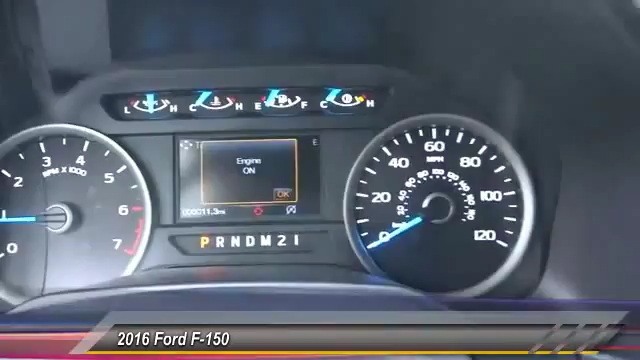 L H C H E F C H
Engine
ON
OK
E
000011.3mi
P R N D M 2 1
0 1 2 3 4 5 6 7
RPM X 1000
0 20 40 60 80 100 120
MPH
2016 Ford F-150